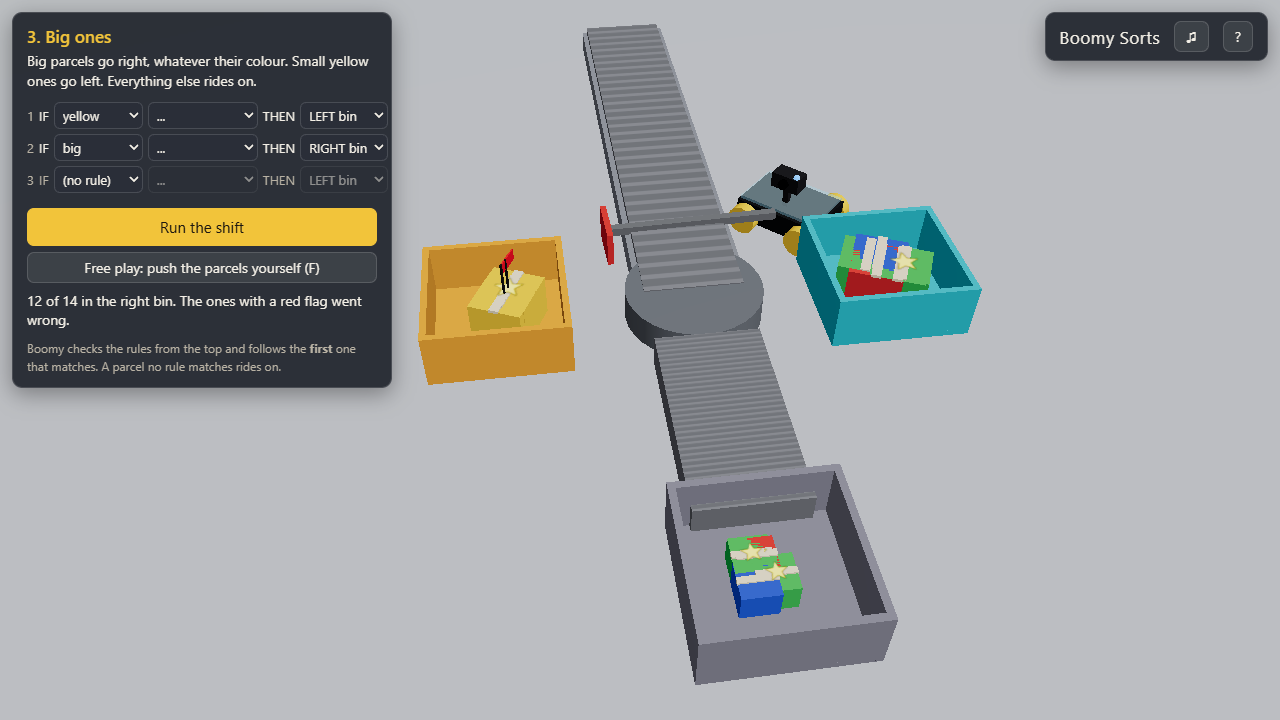 3. Big ones
Big parcels go right, whatever their colour. Small yellow
ones go left. Everything else rides on.
1 IF yellow ... THEN LEFT bin
2 IF big ... THEN RIGHT bin
3 IF (no rule) ... THEN LEFT bin
Run the shift
Free play: push the parcels yourself (F)
12 of 14 in the right bin. The ones with a red flag went
wrong.
Boomy checks the rules from the top and follows the first one
that matches. A parcel no rule matches rides on.
Boomy Sorts ♫ ?